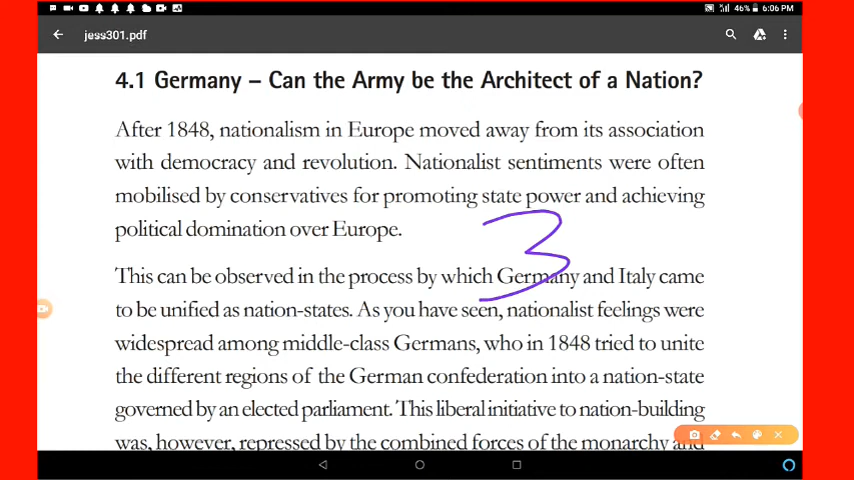 46% 6:06 PM
jess301.pdf
4.1 Germany – Can the Army be the Architect of a Nation?
After 1848, nationalism in Europe moved away from its association
with democracy and revolution. Nationalist sentiments were often
mobilised by conservatives for promoting state power and achieving
political domination over Europe.
3
This can be observed in the process by which Germany and Italy came
to be unified as nation-states. As you have seen, nationalist feelings were
widespread among middle-class Germans, who in 1848 tried to unite
the different regions of the German confederation into a nation-state
governed by an elected parliament. This liberal initiative to nation-building
was, however, repressed by the combined forces of the monarchy and